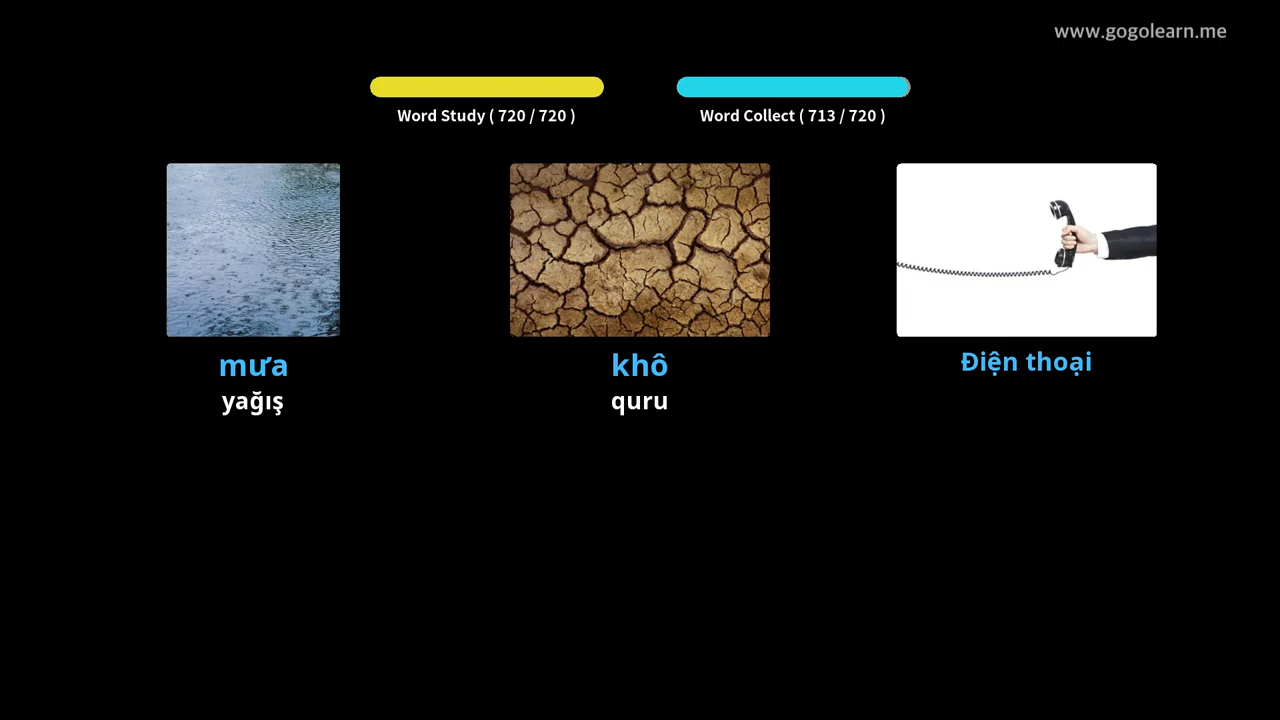 www.gogolearn.me
Word Study ( 720 / 720 )
Word Collect ( 713 / 720 )
mưa
yağış
khô
quru
Điện thoại